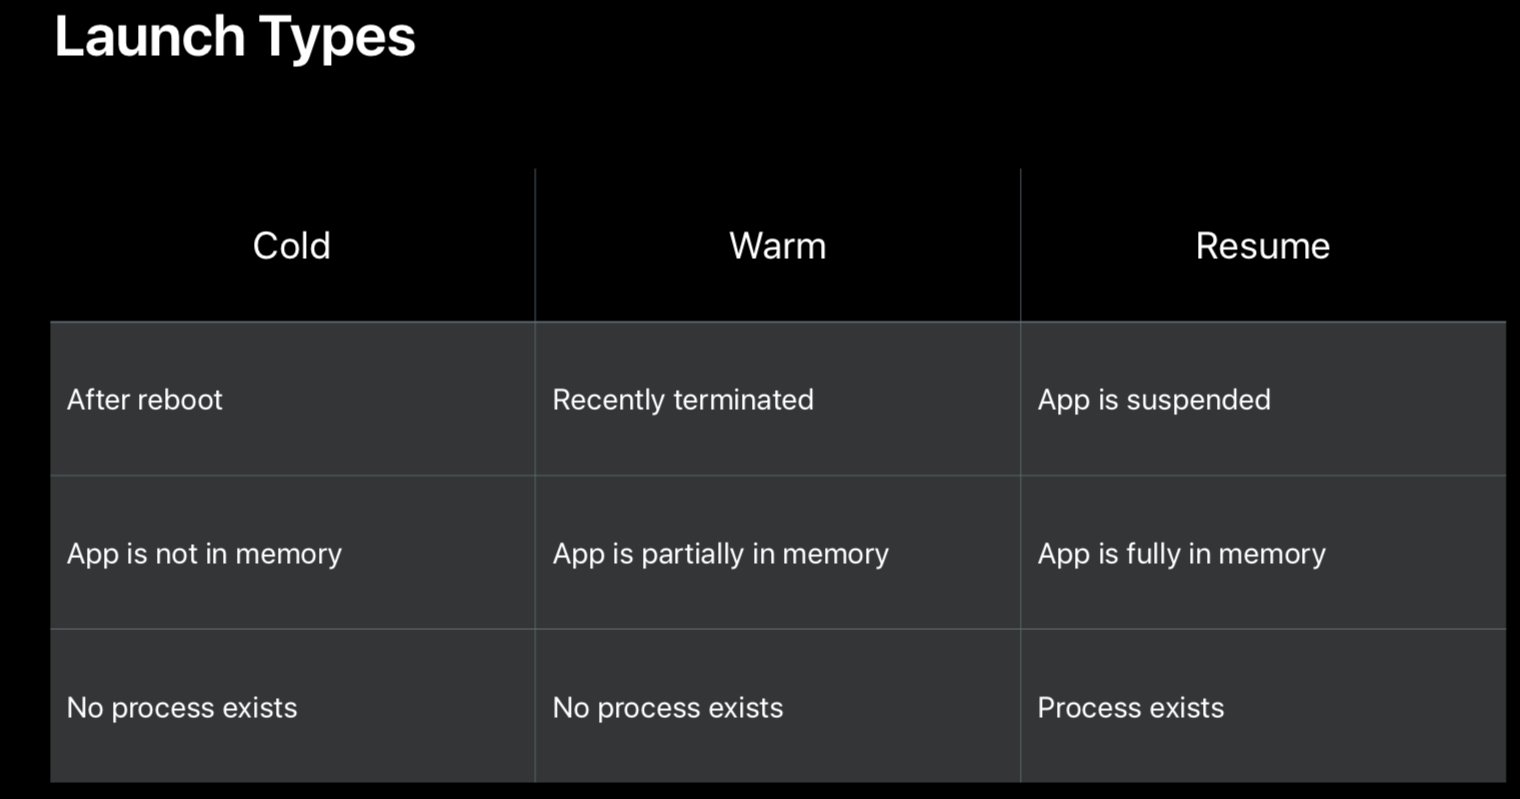 Launch Types
Cold
Warm
Resume
After reboot
Recently terminated
App is suspended
App is not in memory
App is partially in memory
App is fully in memory
No process exists
No process exists
Process exists